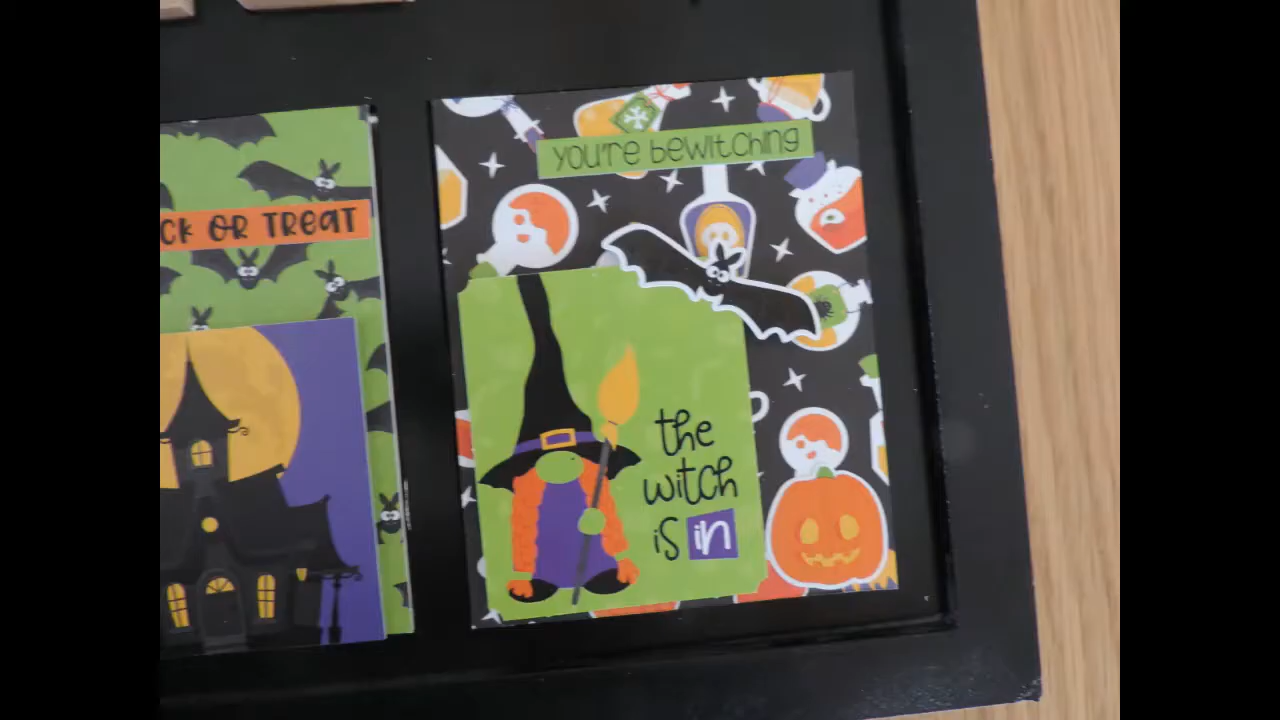 you're bewitching
ck or treat
the
witch
is in